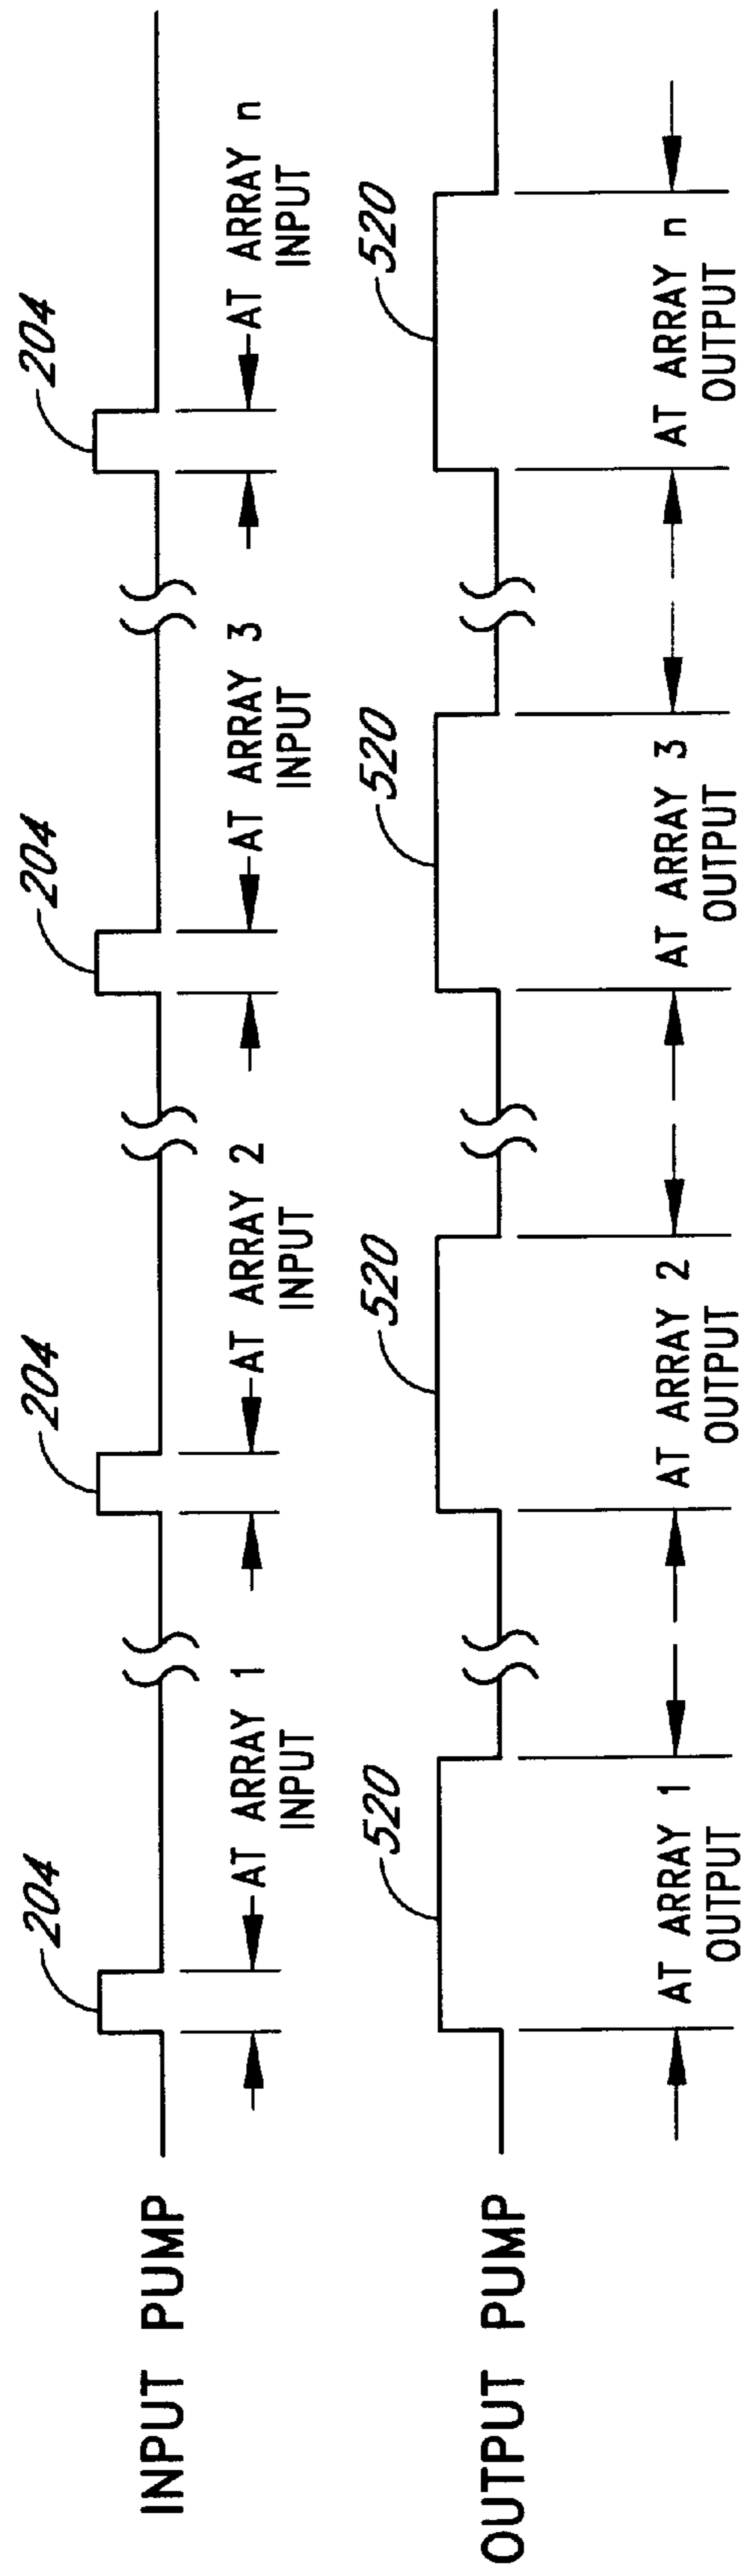 INPUT PUMP
204
AT ARRAY 1
INPUT
204
AT ARRAY 2
INPUT
204
AT ARRAY 3
INPUT
204
AT ARRAY n
INPUT
OUTPUT PUMP
520
AT ARRAY 1
OUTPUT
520
AT ARRAY 2
OUTPUT
520
AT ARRAY 3
OUTPUT
520
AT ARRAY n
OUTPUT